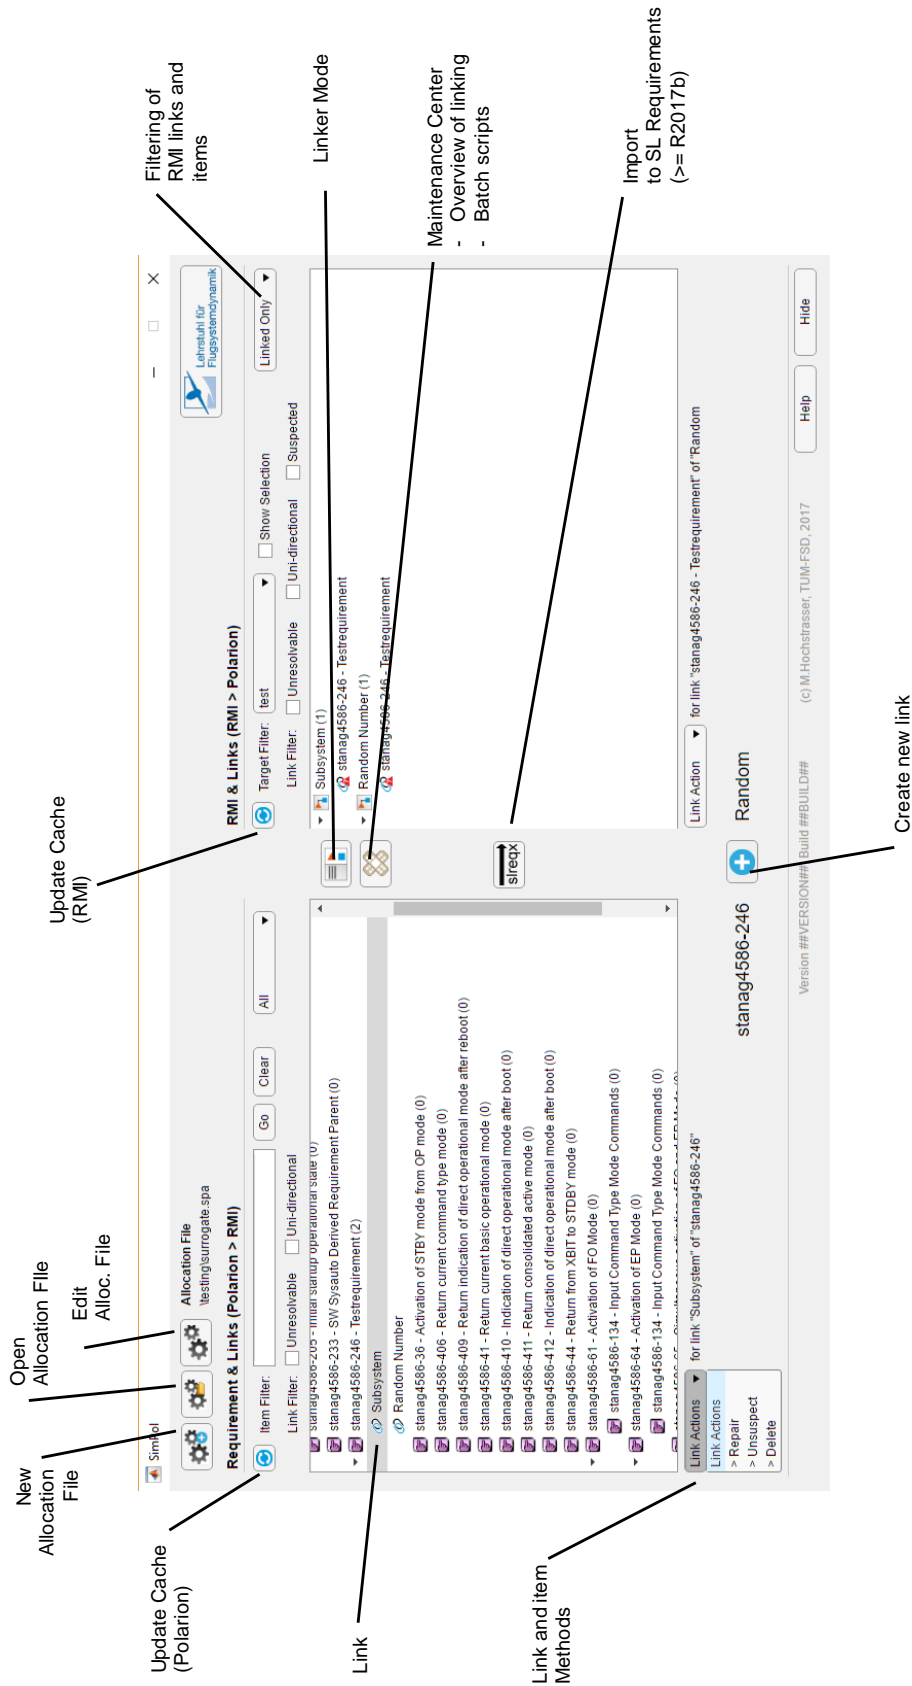 New
Allocation
File
Open
Allocation FIle
Edit
Alloc. File
Update Cache
(Polarion)
Update Cache
(RMI)
Filtering of
RMI links and
items
Linker Mode
Maintenance Center
- Overview of linking
- Batch scripts
Import
to SL Requirements
(>= R2017b)
Link
Link and item
Methods
Create new link
SimPol
Allocation File
\testing\surrogate.spa
Lehrstuhl für
Flugsystemdynamik
Requirement & Links (Polarion > RMI)
Item Filter:
Go
Clear
All
Link Filter:
Unresolvable
Uni-directional
stanag4586-205 - Initial startup operational state (0)
stanag4586-233 - SW Sysauto Derived Requirement Parent (0)
stanag4586-246 - Testrequirement (2)
Subsystem
Random Number
stanag4586-36 - Activation of STBY mode from OP mode (0)
stanag4586-406 - Return current command type mode (0)
stanag4586-409 - Return indication of direct operational mode after reboot (0)
stanag4586-41 - Return current basic operational mode (0)
stanag4586-410 - Indication of direct operational mode after boot (0)
stanag4586-411 - Return consolidated active mode (0)
stanag4586-412 - Indication of direct operational mode after boot (0)
stanag4586-44 - Return from XBIT to STDBY mode (0)
stanag4586-61 - Activation of FO Mode (0)
stanag4586-134 - Input Command Type Mode Commands (0)
stanag4586-64 - Activation of EP Mode (0)
stanag4586-134 - Input Command Type Mode Commands (0)
Link Actions
for link "Subsystem" of "stanag4586-246"
Link Actions
> Repair
> Unsuspect
> Delete
RMI & Links (RMI > Polarion)
Target Filter:
test
Show Selection
Linked Only
Link Filter:
Unresolvable
Uni-directional
Suspected
Subsystem (1)
stanag4586-246 - Testrequirement
Random Number (1)
stanag4586-246 - Testrequirement
slreqx
Link Action
for link "stanag4586-246 - Testrequirement" of "Random
stanag4586-246
Random
Version ##VERSION## Build ##BUILD##
(c) M.Hochstrasser, TUM-FSD, 2017
Help
Hide